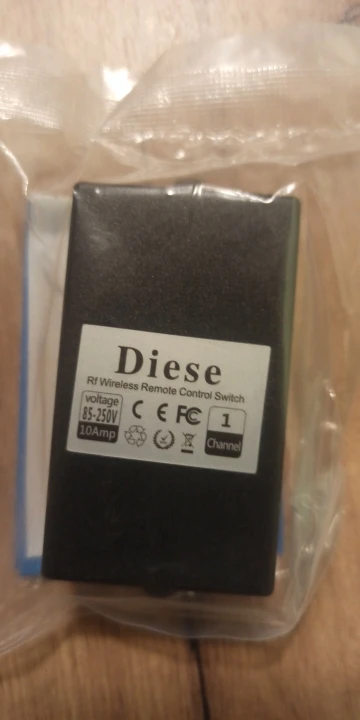 Diese
Rf Wireless Remote Control Switch
voltage
85-250V
10Amp
CE FC
1
Channel